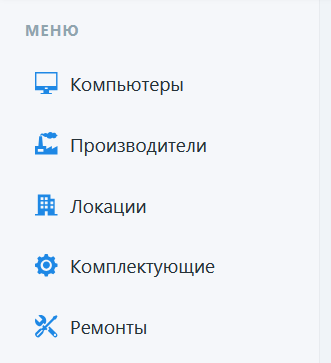 МЕНЮ
Компьютеры
Производители
Локации
Комплектующие
Ремонты